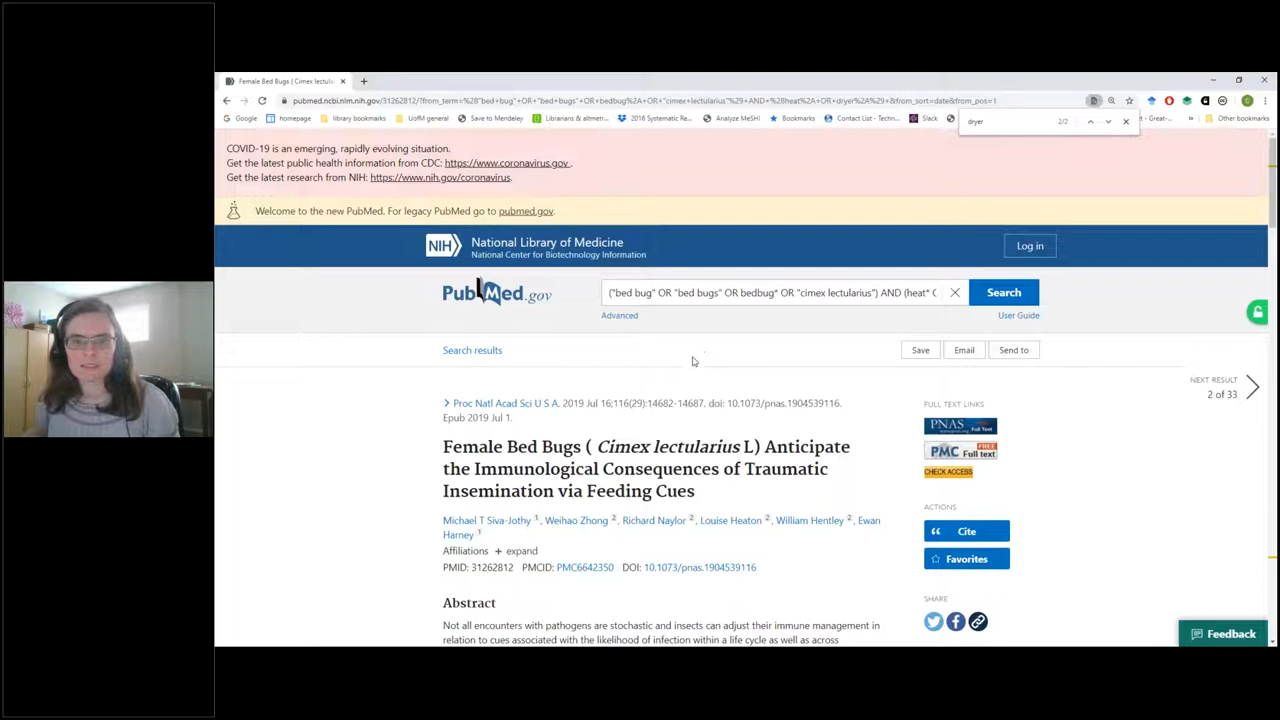 Female Bed Bugs ( Cimex lectula
pubmed.ncbi.nlm.nih.gov/31262812/?from_term=%28"bed+bug"+OR+"bed+bugs"+OR+bedbug%2A+OR+"cimex+lectularius"%29+AND+%28heat%2A+OR+dryer%2A%29+&from_sort=date&from_pos=1
Google
homepage
library bookmarks
UofM general
Save to Mendeley
Librarians & altmetr...
2016 Systematic Re...
Analyze MeSH!
Bookmarks
Contact List - Techn...
Slack
- Great-...
Other bookmarks
dryer 2/2
COVID-19 is an emerging, rapidly evolving situation.
Get the latest public health information from CDC: https://www.coronavirus.gov .
Get the latest research from NIH: https://www.nih.gov/coronavirus.
Welcome to the new PubMed. For legacy PubMed go to pubmed.gov.
NIH National Library of Medicine
National Center for Biotechnology Information
Log in
PubMed.gov
("bed bug" OR "bed bugs" OR bedbug* OR "cimex lectularius") AND (heat* C
Search
Advanced
User Guide
Search results
Save
Email
Send to
NEXT RESULT
2 of 33
Proc Natl Acad Sci U S A. 2019 Jul 16;116(29):14682-14687. doi: 10.1073/pnas.1904539116.
Epub 2019 Jul 1.
Female Bed Bugs ( Cimex lectularius L) Anticipate
the Immunological Consequences of Traumatic
Insemination via Feeding Cues
Michael T Siva-Jothy 1, Weihao Zhong 2, Richard Naylor 2, Louise Heaton 2, William Hentley 2, Ewan
Harney 1
Affiliations + expand
PMID: 31262812 PMCID: PMC6642350 DOI: 10.1073/pnas.1904539116
Abstract
Not all encounters with pathogens are stochastic and insects can adjust their immune management in
relation to cues associated with the likelihood of infection within a life cycle as well as across
FULL TEXT LINKS
PNAS Full Text
PMC FREE Full text
CHECK ACCESS
ACTIONS
Cite
Favorites
SHARE
Feedback